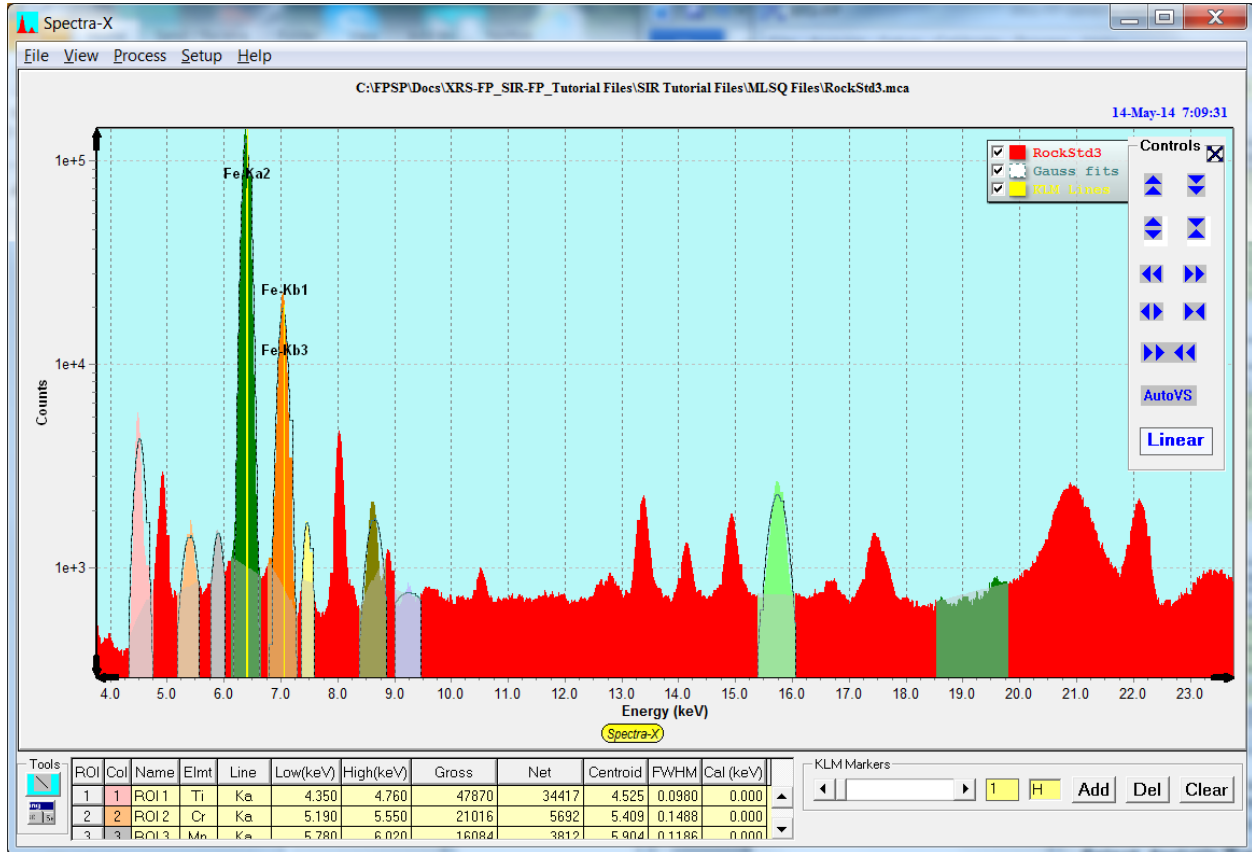 Spectra-X
File View Process Setup Help
C:\FPSP\Docs\XRS-FP_SIR-FP_Tutorial Files\SIR Tutorial Files\MLSQ Files\RockStd3.mca
14-May-14 7:09:31
RockStd3
Gauss fits
KLM Lines
Controls
AutoVS
Linear
Fe-Ka2
Fe-Kb1
Fe-Kb3
Counts
1e+5
1e+4
1e+3
4.0 5.0 6.0 7.0 8.0 9.0 10.0 11.0 12.0 13.0 14.0 15.0 16.0 17.0 18.0 19.0 20.0 21.0 22.0 23.0
Energy (keV)
Spectra-X
Tools
ROI Col Name Elmt Line Low(keV) High(keV) Gross Net Centroid FWHM Cal (keV)
1 1 ROI 1 Ti Ka 4.350 4.760 47870 34417 4.525 0.0980 0.000
2 2 ROI 2 Cr Ka 5.190 5.550 21016 5692 5.409 0.1488 0.000
3 3 ROI 3 Mn Ka 5.780 6.020 16084 3812 5.904 0.1186 0.000
KLM Markers
1 H Add Del Clear